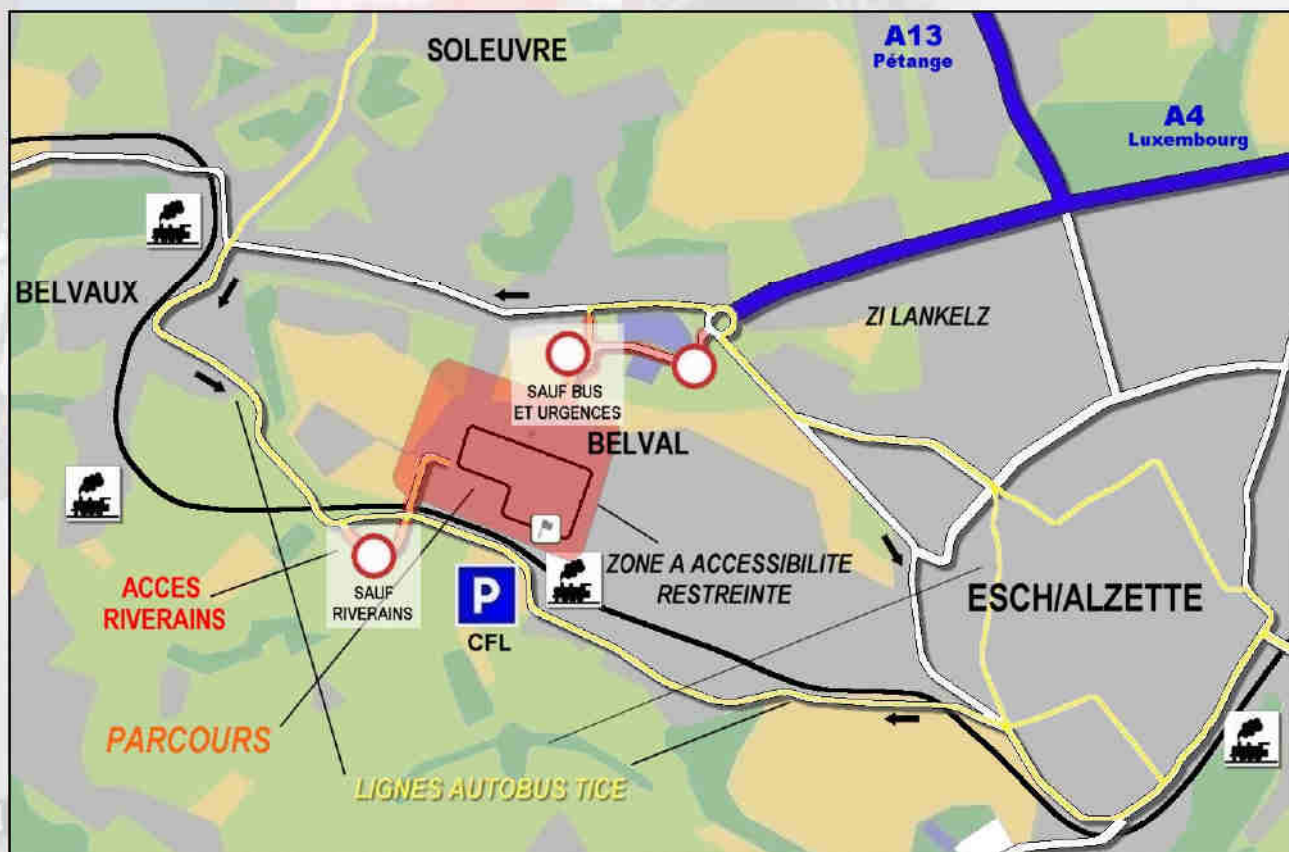 SOLEUVRE
A13
Pétange
A4
Luxembourg
BELVAUX
ZI LANKELZ
SAUF BUS
ET URGENCES
BELVAL
ZONE A ACCESSIBILITE
RESTREINTE
ESCH/ALZETTE
ACCES
RIVERAINS
SAUF
RIVERAINS
P
CFL
PARCOURS
LIGNES AUTOBUS TICE